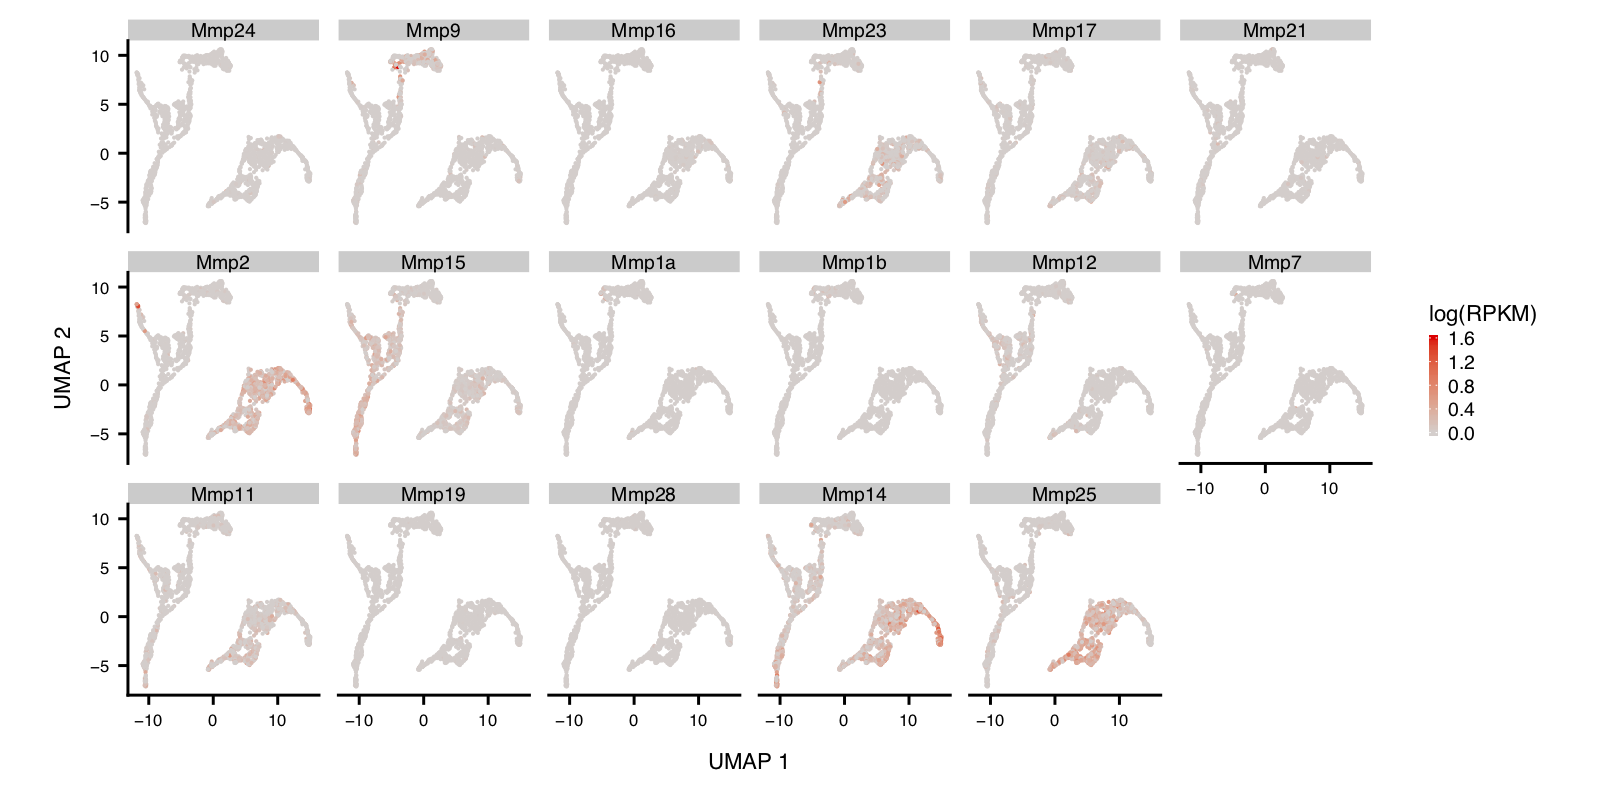 Mmp24 Mmp9 Mmp16 Mmp23 Mmp17 Mmp21
10
5
0
−5
Mmp2 Mmp15 Mmp1a Mmp1b Mmp12 Mmp7
10
5
0
−5
−10 0 10
Mmp11 Mmp19 Mmp28 Mmp14 Mmp25
10
5
0
−5
−10 0 10 −10 0 10 −10 0 10 −10 0 10 −10 0 10
UMAP 1
UMAP 2
log(RPKM)
1.6
1.2
0.8
0.4
0.0